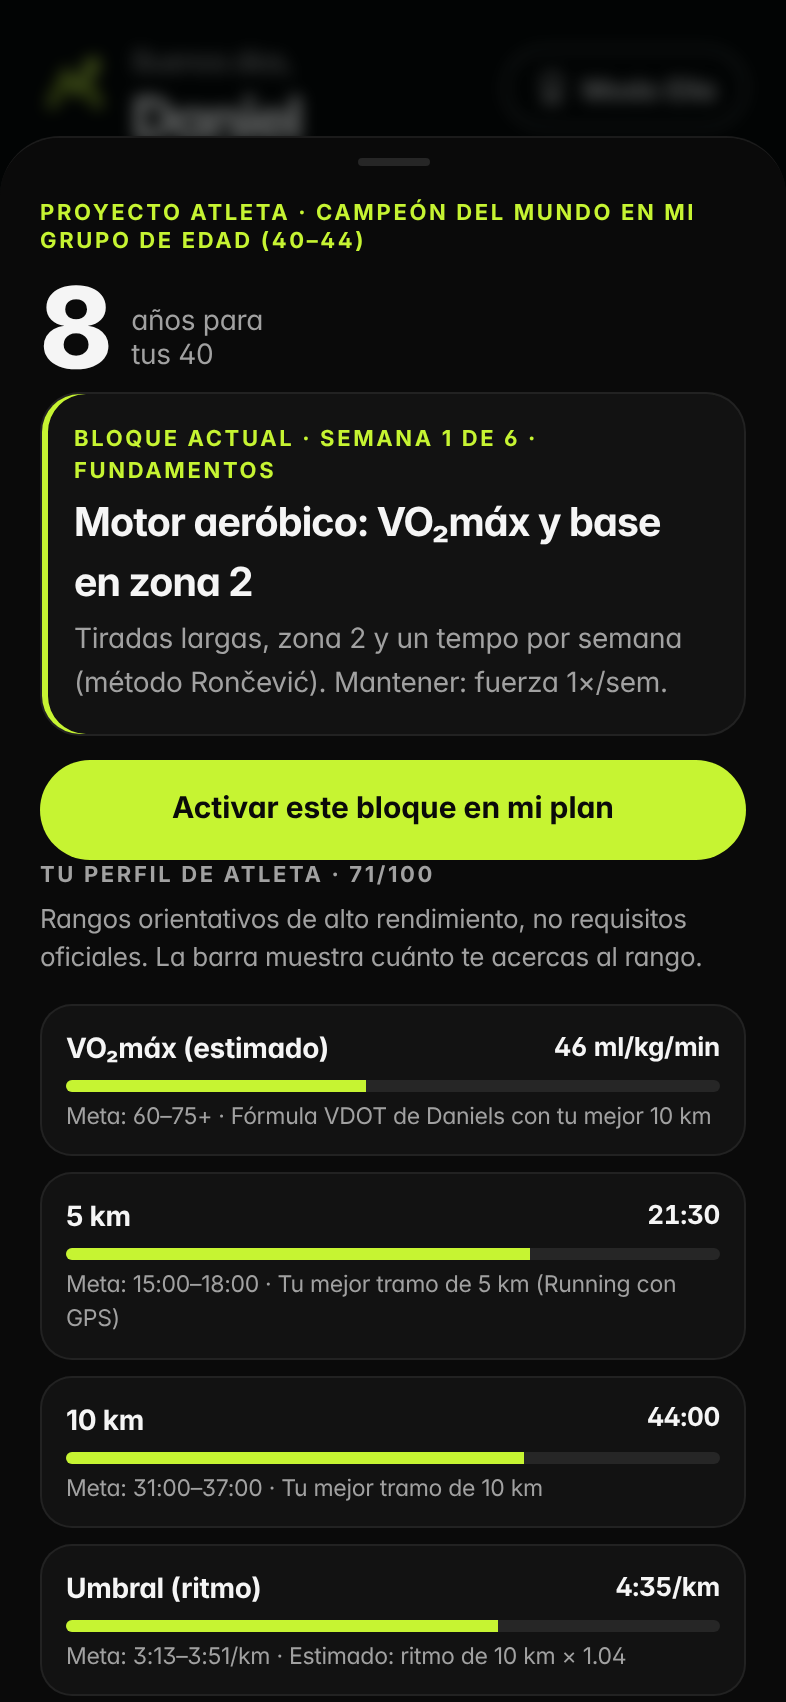 Daniel
PROYECTO ATLETA · CAMPEÓN DEL MUNDO EN MI
GRUPO DE EDAD (40–44)
8
años para
tus 40
BLOQUE ACTUAL · SEMANA 1 DE 6 ·
FUNDAMENTOS
Motor aeróbico: VO₂máx y base
en zona 2
Tiradas largas, zona 2 y un tempo por semana
(método Rončević). Mantener: fuerza 1×/sem.
Activar este bloque en mi plan
TU PERFIL DE ATLETA · 71/100
Rangos orientativos de alto rendimiento, no requisitos
oficiales. La barra muestra cuánto te acercas al rango.
VO₂máx (estimado)
46 ml/kg/min
Meta: 60–75+ · Fórmula VDOT de Daniels con tu mejor 10 km
5 km
21:30
Meta: 15:00–18:00 · Tu mejor tramo de 5 km (Running con
GPS)
10 km
44:00
Meta: 31:00–37:00 · Tu mejor tramo de 10 km
Umbral (ritmo)
4:35/km
Meta: 3:13–3:51/km · Estimado: ritmo de 10 km × 1.04